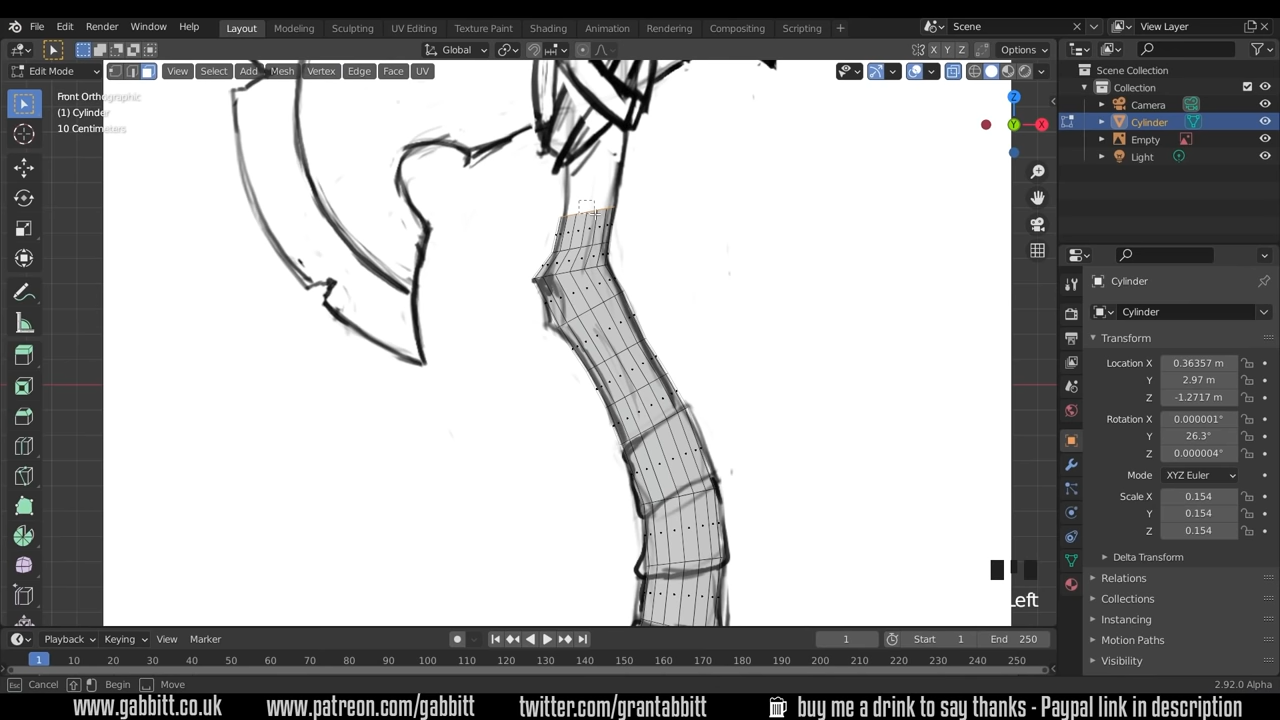 File Edit Render Window Help Layout Modeling Sculpting UV Editing Texture Paint Shading Animation Rendering Compositing Scripting + Scene View Layer
Global X Y Z Options
Edit Mode View Select Add Mesh Vertex Edge Face UV
Front Orthographic
(1) Cylinder
10 Centimeters
Z
Y
X
Scene Collection
Collection
Camera
Cylinder
Empty
Light
Cylinder
Cylinder
Transform
Location X 0.36357 m
Y 2.97 m
Z -1.2717 m
Rotation X 0.000001°
Y 26.3°
Z 0.000004°
Mode XYZ Euler
Scale X 0.154
Y 0.154
Z 0.154
Delta Transform
Relations
Collections
Instancing
Motion Paths
Visibility
Left
Playback Keying View Marker 1 Start 1 End 250
1 10 20 30 40 50 60 70 80 90 100 110 120 130 140 150 160 170 180 190 200 210 220 230 240 250
Esc Cancel Begin Move 2.92.0 Alpha
www.gabbitt.co.uk www.patreon.com/gabbitt twitter.com/grantabbitt buy me a drink to say thanks - Paypal link in description